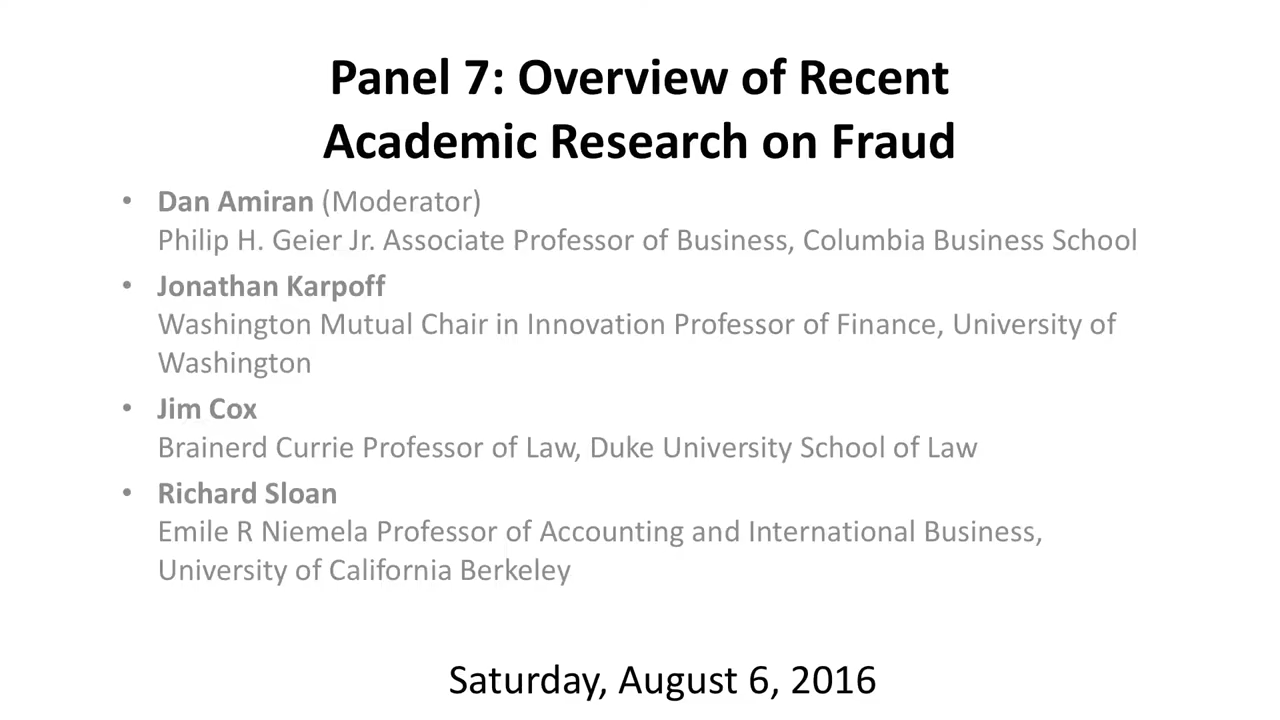 Panel 7: Overview of Recent
Academic Research on Fraud
• Dan Amiran (Moderator)
Philip H. Geier Jr. Associate Professor of Business, Columbia Business School
• Jonathan Karpoff
Washington Mutual Chair in Innovation Professor of Finance, University of
Washington
• Jim Cox
Brainerd Currie Professor of Law, Duke University School of Law
• Richard Sloan
Emile R Niemela Professor of Accounting and International Business,
University of California Berkeley
Saturday, August 6, 2016